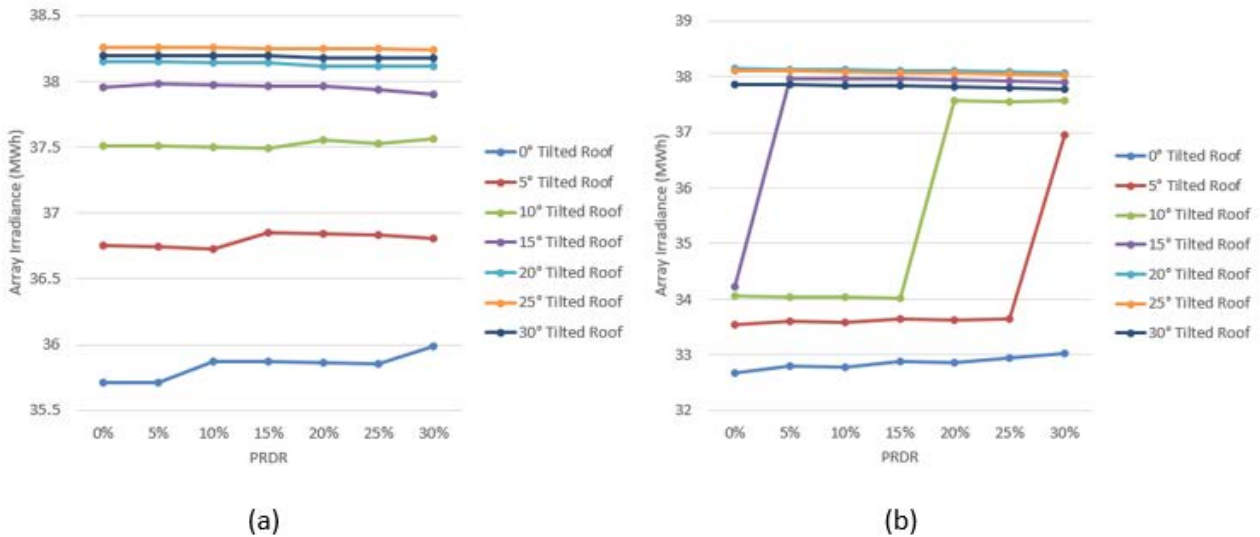 38.5
38
37.5
37
36.5
36
35.5
Array Irradiance (MWh)
0% 5% 10% 15% 20% 25% 30%
PRDR
0° Tilted Roof
5° Tilted Roof
10° Tilted Roof
15° Tilted Roof
20° Tilted Roof
25° Tilted Roof
30° Tilted Roof
(a)
39
38
37
36
35
34
33
32
Array Irradiance (MWh)
0% 5% 10% 15% 20% 25% 30%
PRDR
0° Tilted Roof
5° Tilted Roof
10° Tilted Roof
15° Tilted Roof
20° Tilted Roof
25° Tilted Roof
30° Tilted Roof
(b)